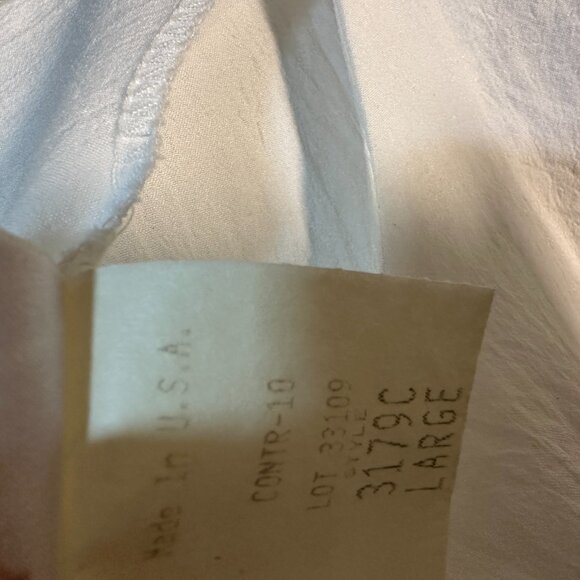 Made In U.S.A.
CONTR-10
LOT 33109
STYLE
3179C
LARGE